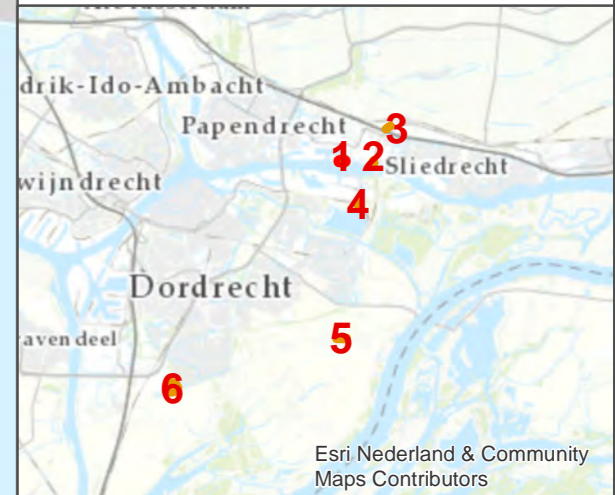 drik-Ido-Ambacht
Papendrecht
3
1
2
Sliedrecht
wijndrecht
4
Dordrecht
aven deel
5
6
Esri Nederland & Community
Maps Contributors